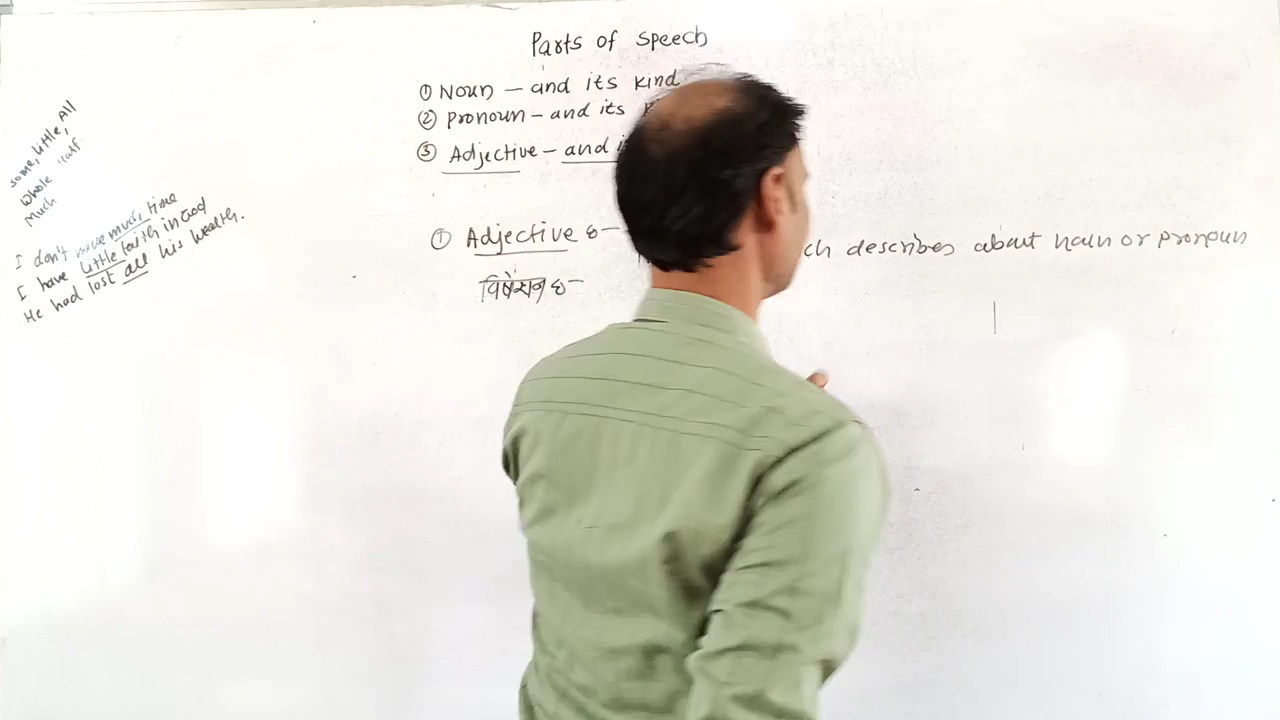 Parts of Speech
① Noun – and its kind
② Pronoun – and its
③ Adjective – and
① Adjective :–
describes about noun or pronoun
विषेशन :–
Some, little, All
Whole Half
Much
I don't have much time
I have little faith in God
He had lost all his wealth.